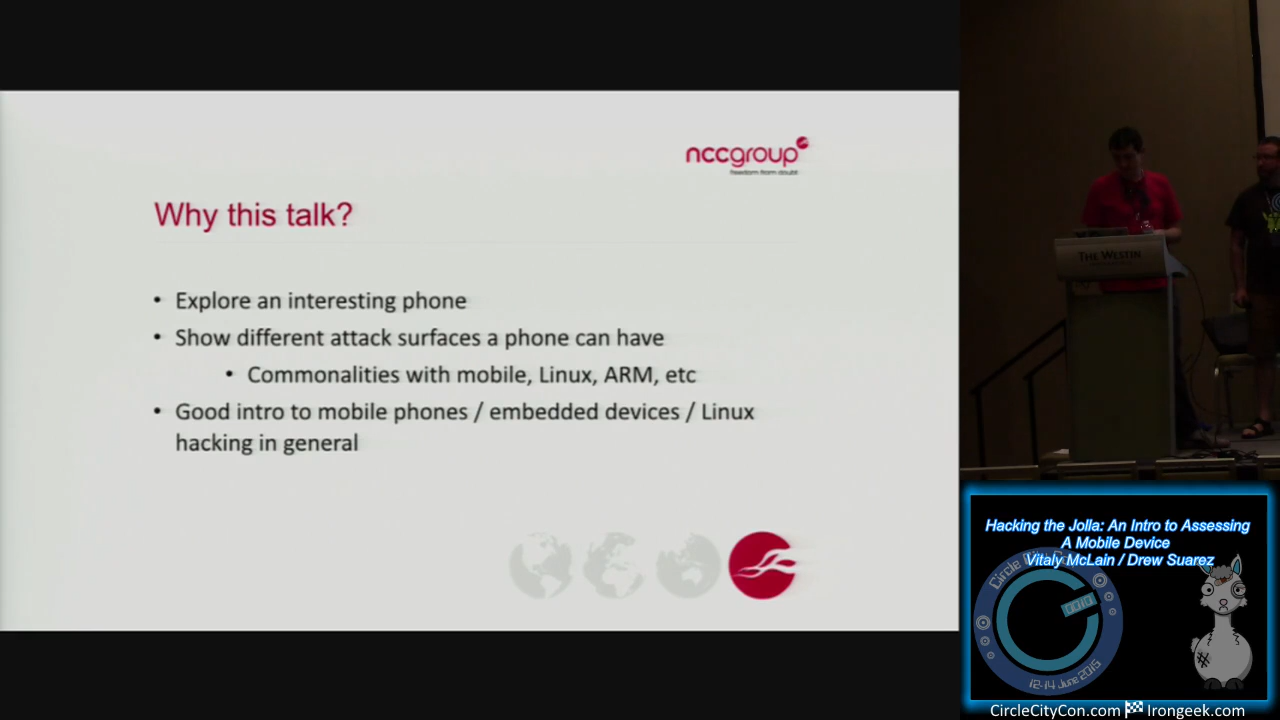 nccgroup
freedom from doubt
Why this talk?
• Explore an interesting phone
• Show different attack surfaces a phone can have
• Commonalities with mobile, Linux, ARM, etc
• Good intro to mobile phones / embedded devices / Linux
hacking in general
THE WESTIN
Hacking the Jolla: An Intro to Assessing
A Mobile Device
Vitaly McLain / Drew Suarez
Circle City Con
12-14 June 2015
CircleCityCon.com Irongeek.com